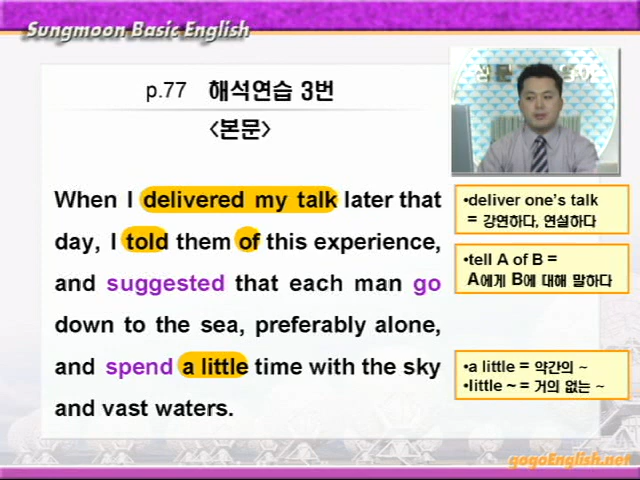 Sungmoon Basic English
p.77 해석연습 3번
<본문>
When I delivered my talk later that
day, I told them of this experience,
and suggested that each man go
down to the sea, preferably alone,
and spend a little time with the sky
and vast waters.
•deliver one's talk
= 강연하다, 연설하다
•tell A of B =
A에게 B에 대해 말하다
•a little = 약간의 ~
•little ~ = 거의 없는 ~
gogoEnglish.net